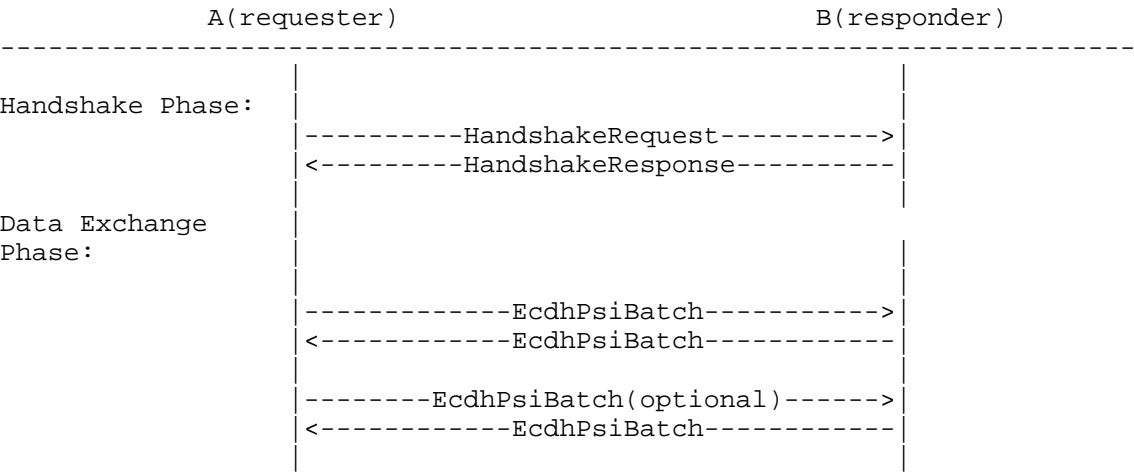 A(requester) B(responder)
-----------------------------------------------------------------------
Handshake Phase:
|----------HandshakeRequest---------->|
|<---------HandshakeResponse----------|
Data Exchange
Phase:
|-------------EcdhPsiBatch----------->|
|<------------EcdhPsiBatch------------|
|--------EcdhPsiBatch(optional)------>|
|<------------EcdhPsiBatch------------|